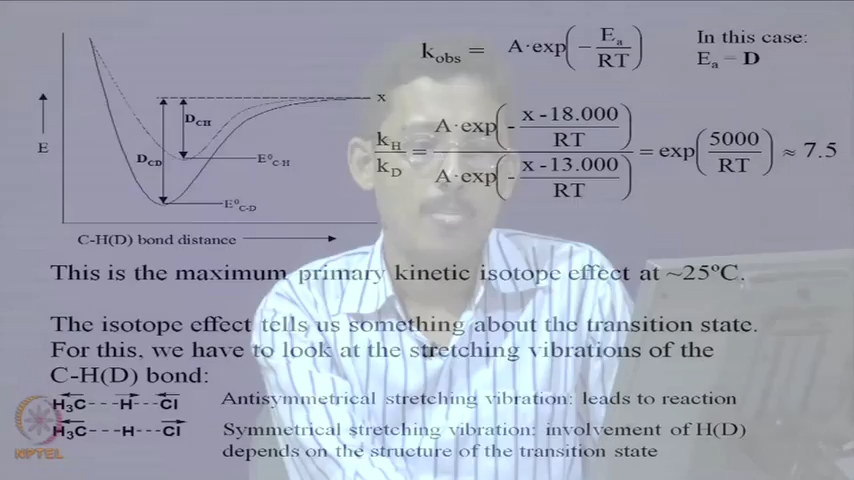 k_obs = A·exp(− E_a / RT)
In this case:
E_a − D
E
D_CH
D_CD
x
E⁰_C-H
E⁰_C-D
C-H(D) bond distance
k_H / k_D = A·exp(- x - 18.000 / RT) / A·exp(- x - 13.000 / RT) = exp(5000 / RT) ≈ 7.5
This is the maximum primary kinetic isotope effect at ~25°C.
The isotope effect tells us something about the transition state.
For this, we have to look at the stretching vibrations of the
C-H(D) bond:
H₃C---H---Cl Antisymmetrical stretching vibration: leads to reaction
H₃C---H---Cl Symmetrical stretching vibration: involvement of H(D)
depends on the structure of the transition state
NPTEL